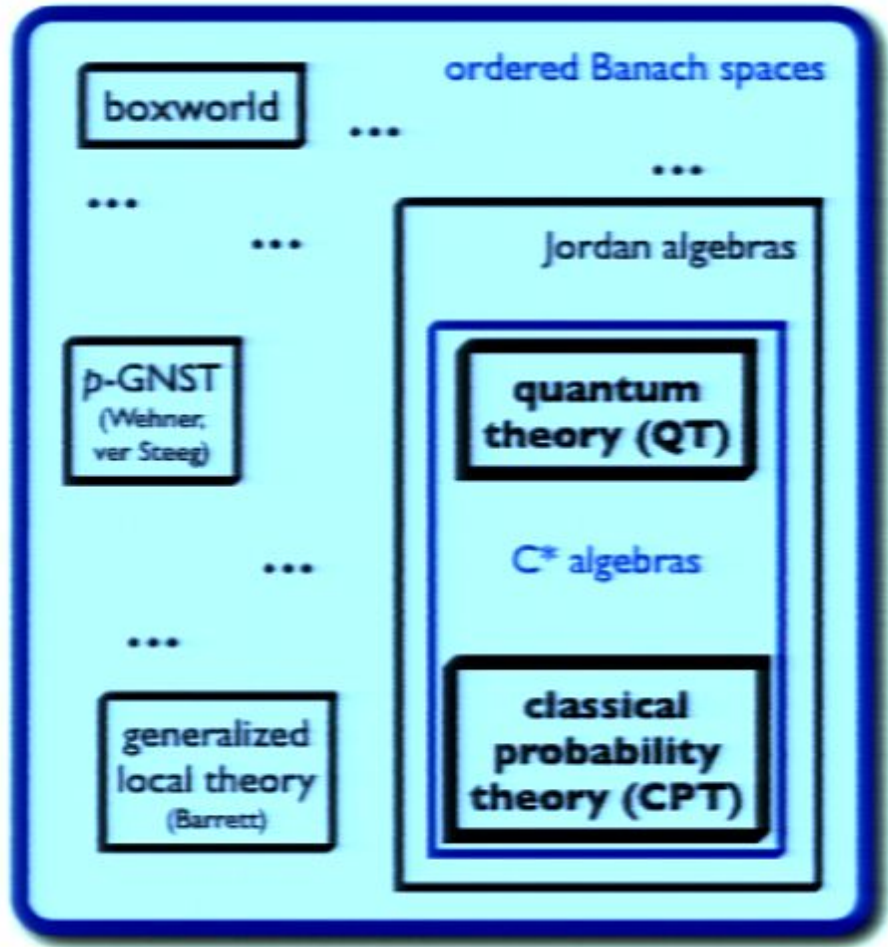 ordered Banach spaces
boxworld
...
...
...
...
Jordan algebras
p-GNST
(Wehner,
ver Steeg)
quantum
theory (QT)
C* algebras
...
...
generalized
local theory
(Barrett)
classical
probability
theory (CPT)